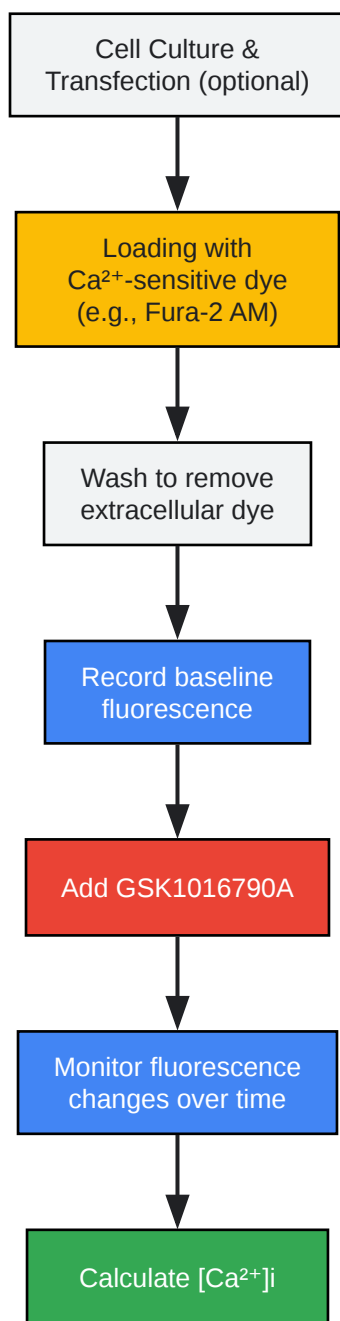 Cell Culture &
Transfection (optional)
Loading with
Ca²⁺-sensitive dye
(e.g., Fura-2 AM)
Wash to remove
extracellular dye
Record baseline
fluorescence
Add GSK1016790A
Monitor fluorescence
changes over time
Calculate [Ca²⁺]i